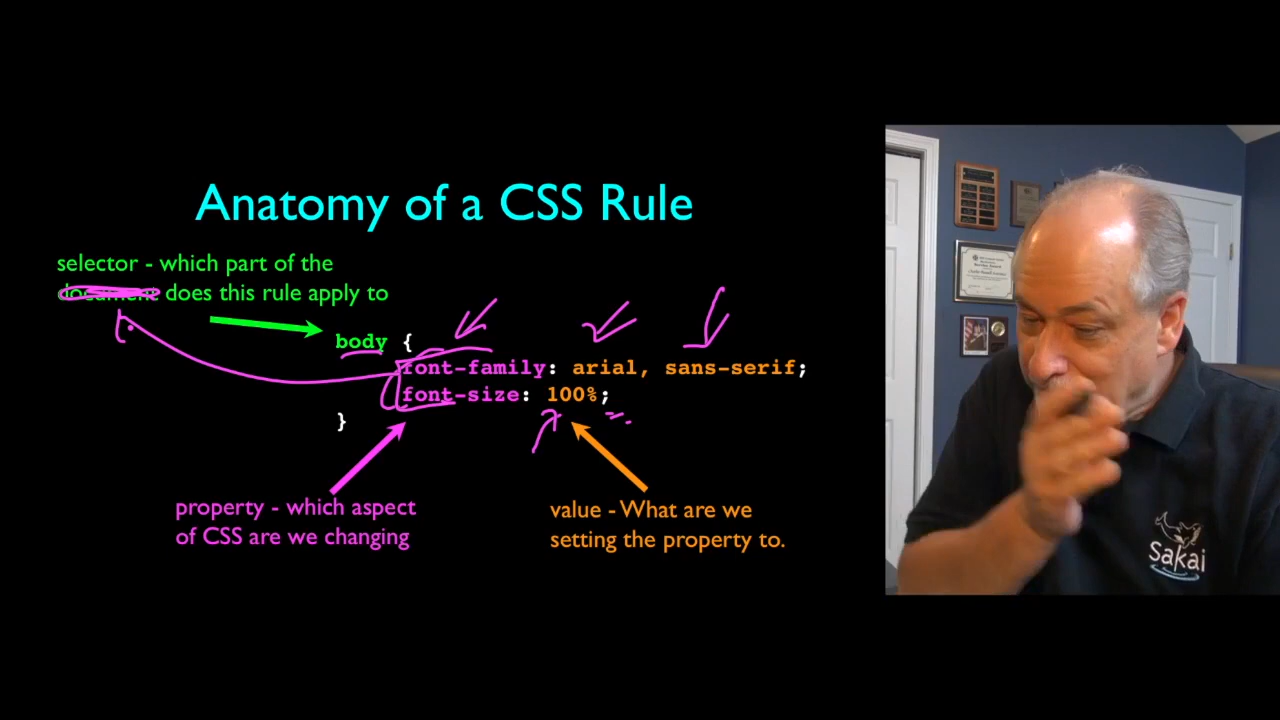 Anatomy of a CSS Rule
selector - which part of the
document does this rule apply to
body {
font-family: arial, sans-serif;
font-size: 100%;
}
property - which aspect
of CSS are we changing
value - What are we
setting the property to.
Sakai